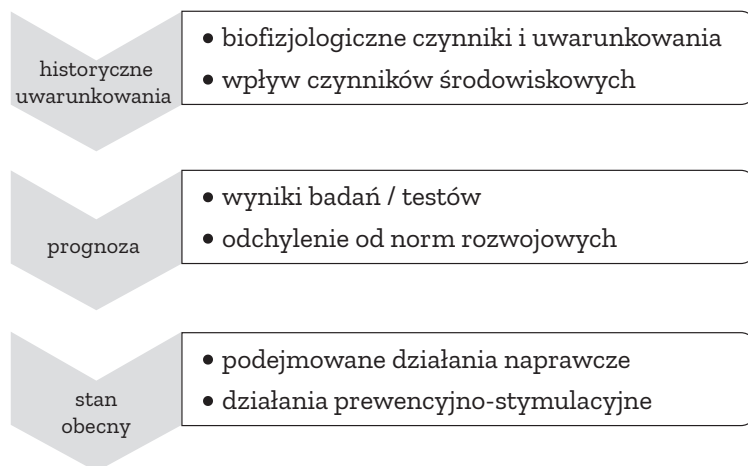 historyczne
uwarunkowania
• biofizjologiczne czynniki i uwarunkowania
• wpływ czynników środowiskowych
prognoza
• wyniki badań / testów
• odchylenie od norm rozwojowych
stan
obecny
• podejmowane działania naprawcze
• działania prewencyjno-stymulacyjne